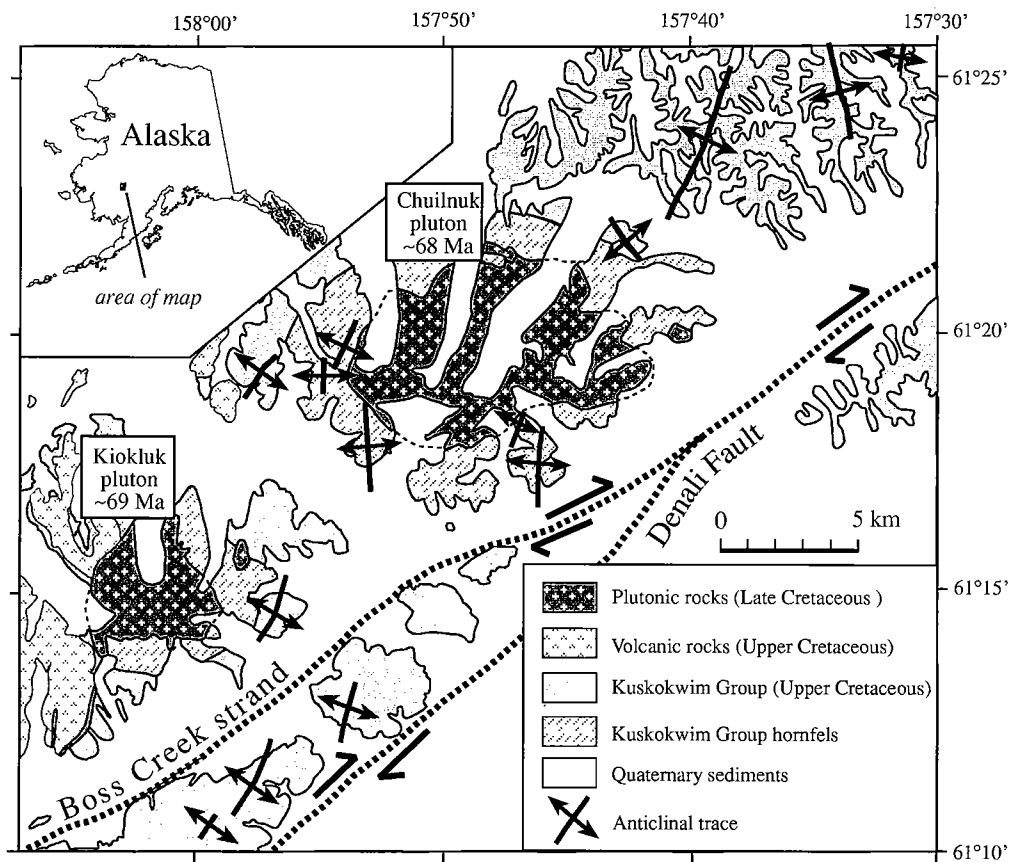 158°00'
157°50'
157°40'
157°30'
61°25'
61°20'
61°15'
61°10'
Alaska
area of map
Chuilnuk
pluton
~68 Ma
Kiokluk
pluton
~69 Ma
Boss Creek strand
Denali Fault
0 5 km
Plutonic rocks (Late Cretaceous )
Volcanic rocks (Upper Cretaceous)
Kuskokwim Group (Upper Cretaceous)
Kuskokwim Group hornfels
Quaternary sediments
Anticlinal trace